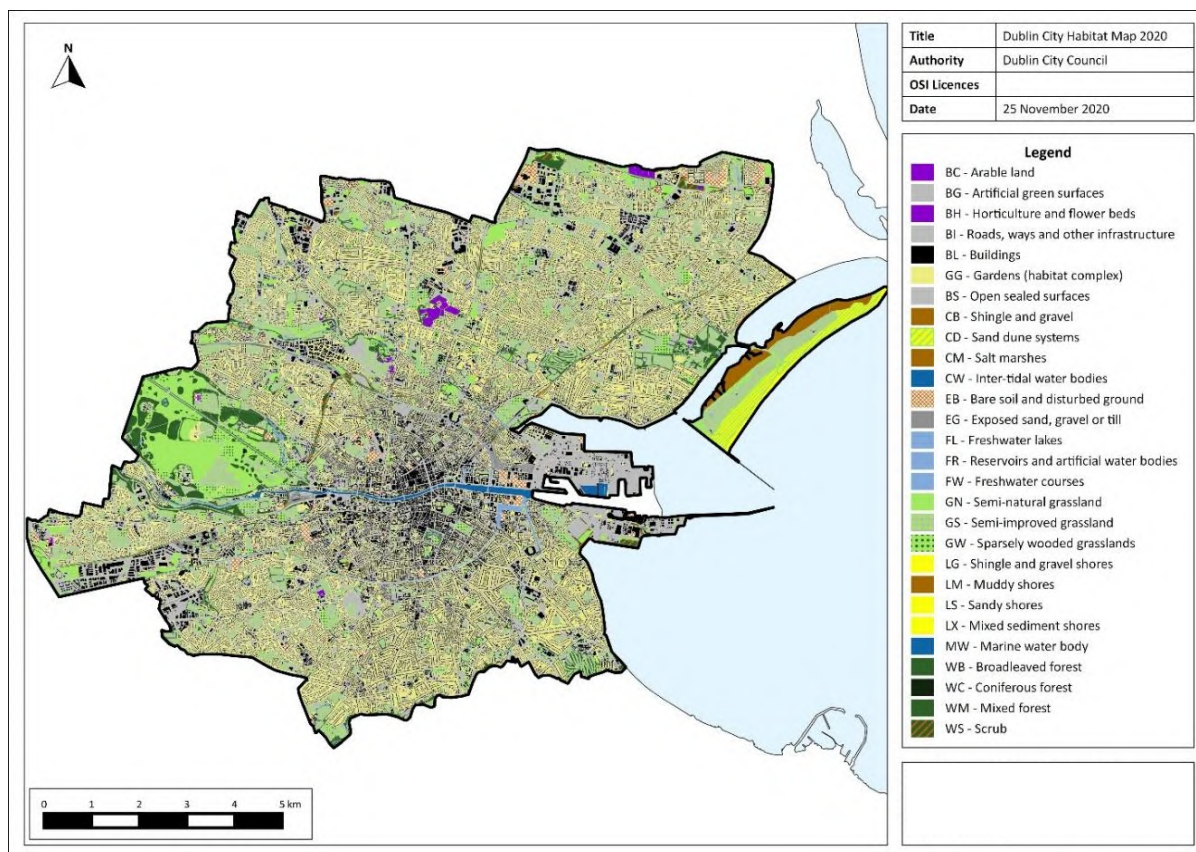 N
Title Dublin City Habitat Map 2020
Authority Dublin City Council
OSI Licences
Date 25 November 2020
Legend
BC - Arable land
BG - Artificial green surfaces
BH - Horticulture and flower beds
BI - Roads, ways and other infrastructure
BL - Buildings
GG - Gardens (habitat complex)
BS - Open sealed surfaces
CB - Shingle and gravel
CD - Sand dune systems
CM - Salt marshes
CW - Inter-tidal water bodies
EB - Bare soil and disturbed ground
EG - Exposed sand, gravel or till
FL - Freshwater lakes
FR - Reservoirs and artificial water bodies
FW - Freshwater courses
GN - Semi-natural grassland
GS - Semi-improved grassland
GW - Sparsely wooded grasslands
LG - Shingle and gravel shores
LM - Muddy shores
LS - Sandy shores
LX - Mixed sediment shores
MW - Marine water body
WB - Broadleaved forest
WC - Coniferous forest
WM - Mixed forest
WS - Scrub
0 1 2 3 4 5 km